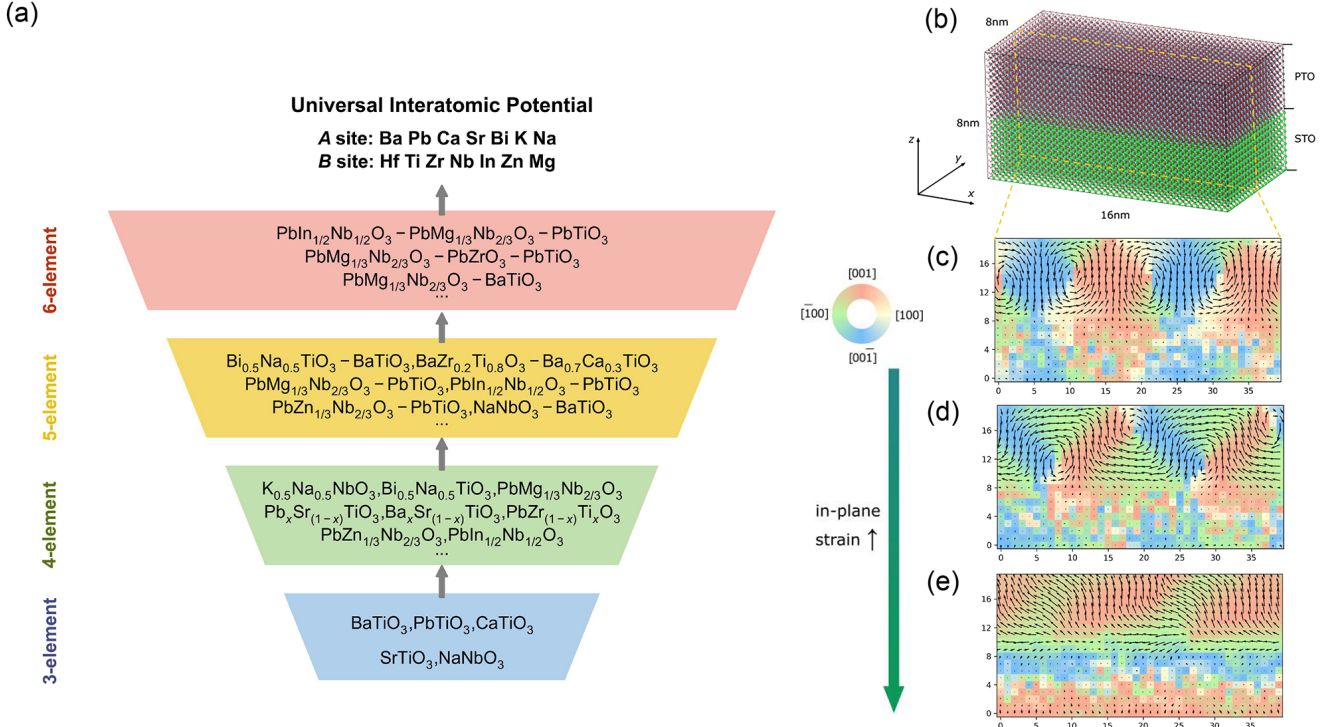 (a)
Universal Interatomic Potential
A site: Ba Pb Ca Sr Bi K Na
B site: Hf Ti Zr Nb In Zn Mg
6-element
PbIn1/2Nb1/2O3 − PbMg1/3Nb2/3O3 − PbTiO3
PbMg1/3Nb2/3O3 − PbZrO3 − PbTiO3
PbMg1/3Nb2/3O3 − BaTiO3
...
5-element
Bi0.5Na0.5TiO3 − BaTiO3,BaZr0.2Ti0.8O3 − Ba0.7Ca0.3TiO3
PbMg1/3Nb2/3O3 − PbTiO3,PbIn1/2Nb1/2O3 − PbTiO3
PbZn1/3Nb2/3O3 − PbTiO3,NaNbO3 − BaTiO3
...
4-element
K0.5Na0.5NbO3,Bi0.5Na0.5TiO3,PbMg1/3Nb2/3O3
PbxSr(1−x)TiO3,BaxSr(1−x)TiO3,PbZr(1−x)TixO3
PbZn1/3Nb2/3O3,PbIn1/2Nb1/2O3
...
3-element
BaTiO3,PbTiO3,CaTiO3
SrTiO3,NaNbO3
(b)
8nm
8nm
16nm
PTO
STO
z
y
x
[001]
[1̅00]
[100]
[001̅]
in-plane
strain ↑
(c)
16
12
8
4
0
0 5 10 15 20 25 30 35
(d)
16
12
8
4
0
0 5 10 15 20 25 30 35
(e)
16
12
8
4
0
0 5 10 15 20 25 30 35